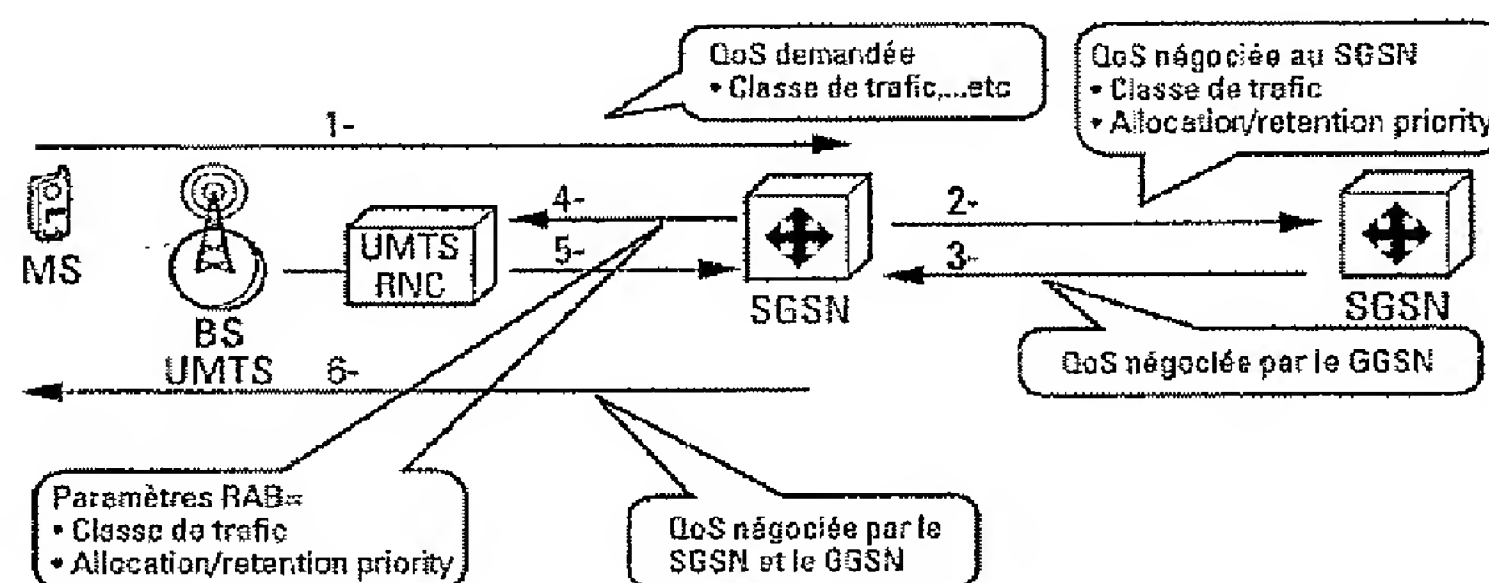 QoS demandée
• Classe de trafic,...etc
QoS négociée au SGSN
• Classe de trafic
• Allocation/retention priority
1-
MS
BS
UMTS
UMTS
RNC
4-
5-
SGSN
2-
3-
SGSN
QoS négociée par le GGSN
6-
Paramètres RAB=
• Classe de trafic
• Allocation/retention priority
QoS négociée par le
SGSN et le GGSN